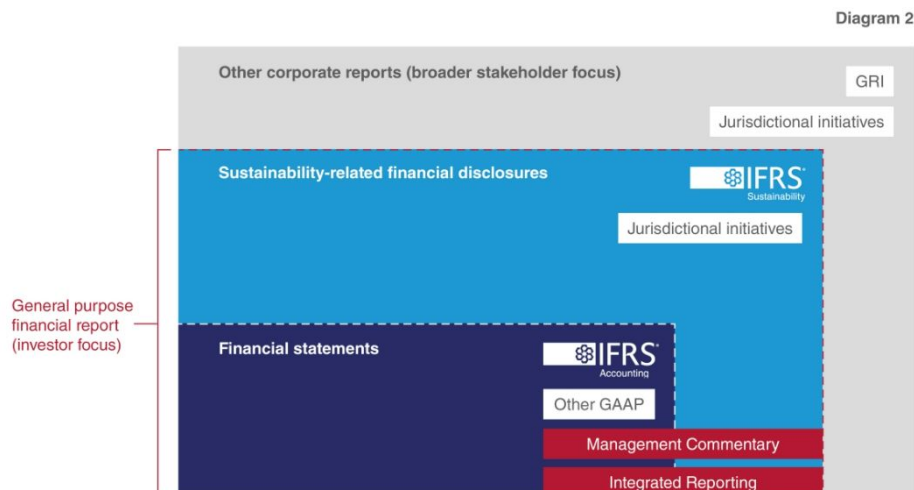 Diagram 2
Other corporate reports (broader stakeholder focus)
GRI
Jurisdictional initiatives
Sustainability-related financial disclosures
IFRS
Sustainability
Jurisdictional initiatives
General purpose
financial report
(investor focus)
Financial statements
IFRS
Accounting
Other GAAP
Management Commentary
Integrated Reporting